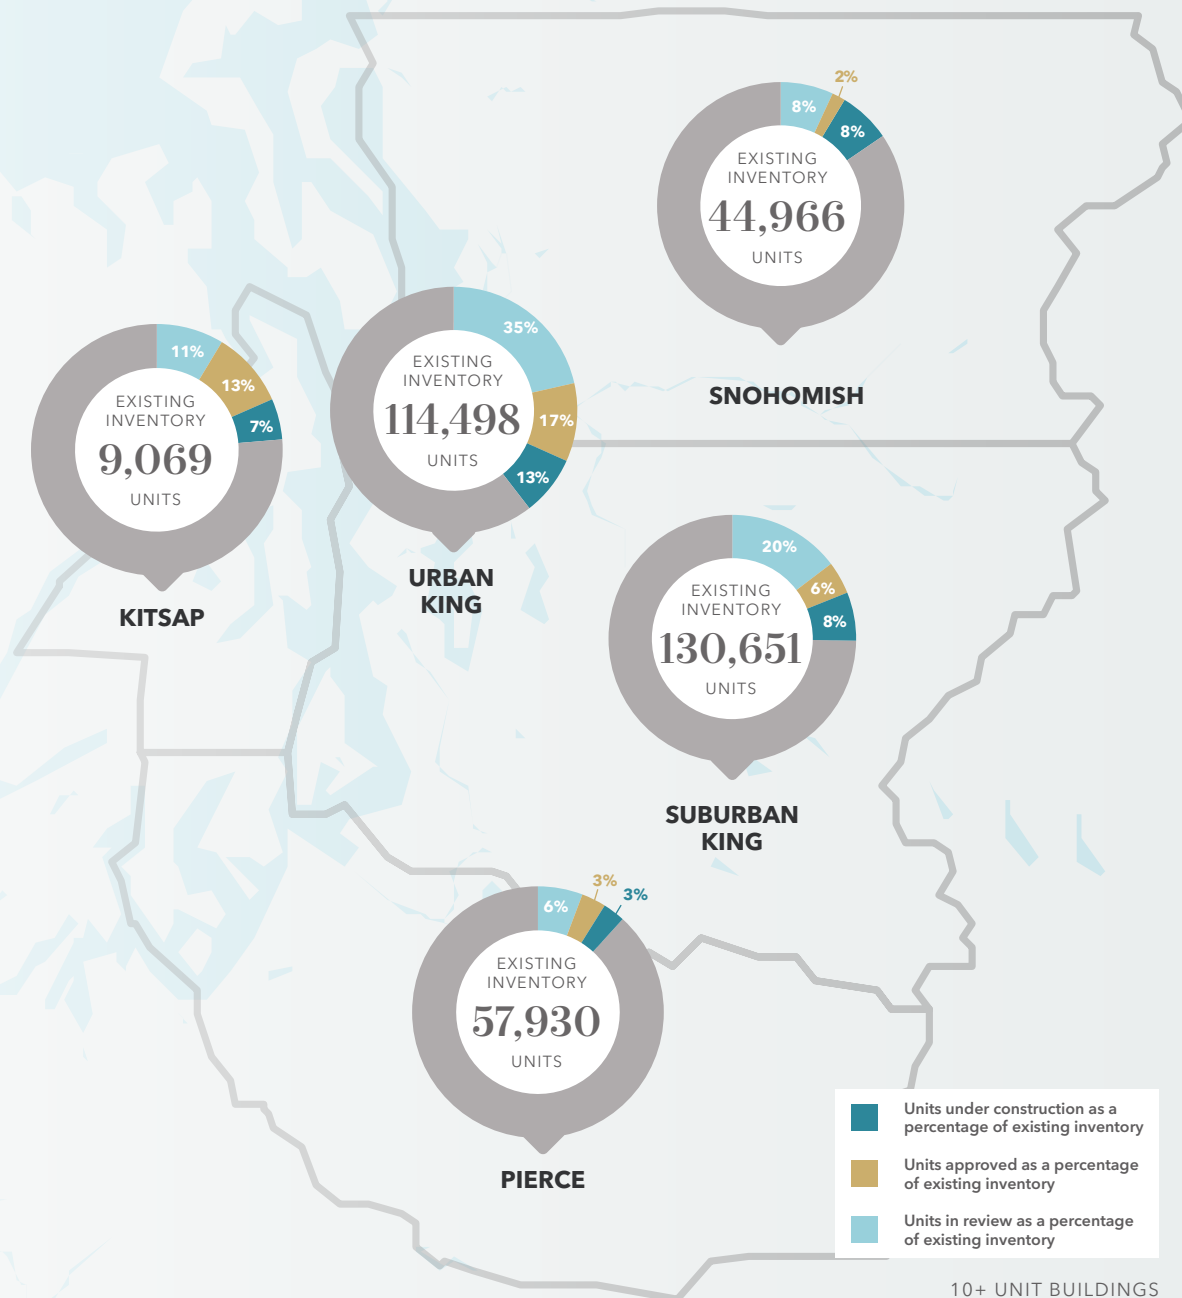 2%
8%
8%
EXISTING
INVENTORY
44,966
UNITS
SNOHOMISH
35%
17%
13%
EXISTING
INVENTORY
114,498
UNITS
URBAN
KING
11%
13%
7%
EXISTING
INVENTORY
9,069
UNITS
KITSAP
20%
6%
8%
EXISTING
INVENTORY
130,651
UNITS
SUBURBAN
KING
3%
3%
6%
EXISTING
INVENTORY
57,930
UNITS
PIERCE
Units under construction as a
percentage of existing inventory
Units approved as a percentage
of existing inventory
Units in review as a percentage
of existing inventory
10+ UNIT BUILDINGS